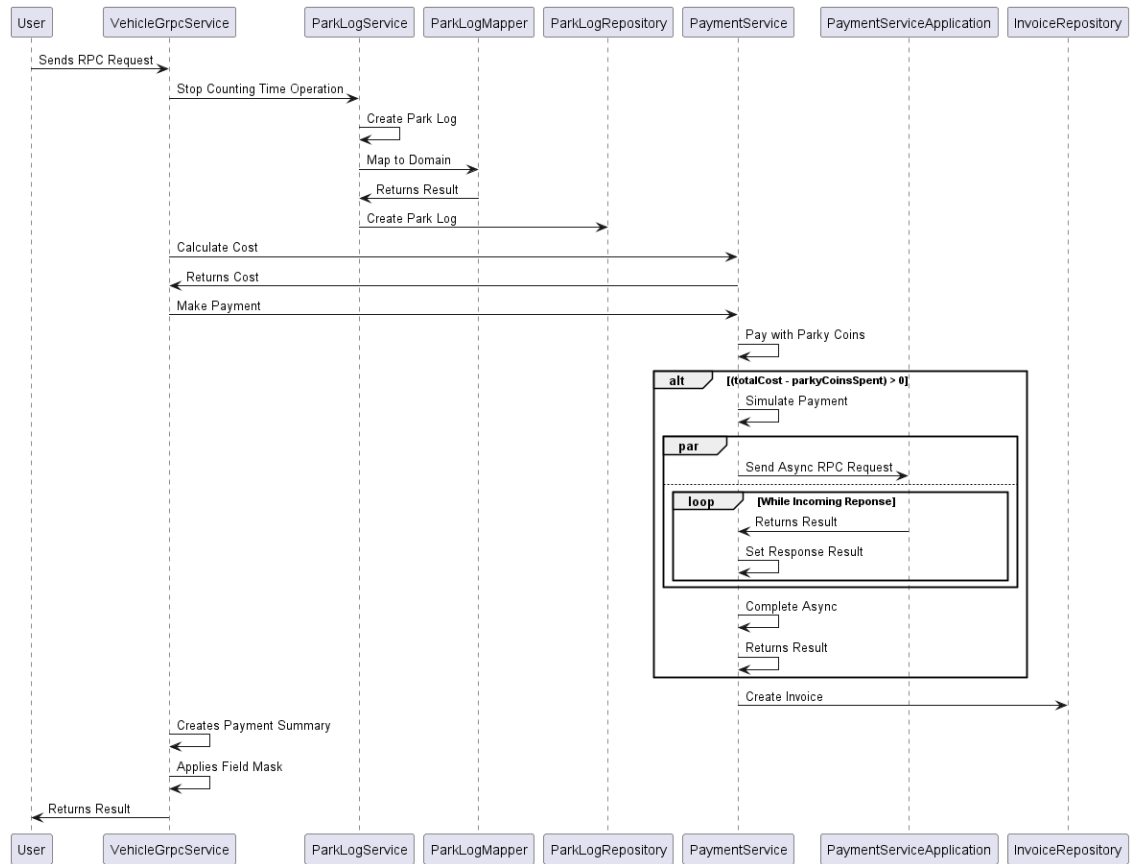 User VehicleGrpcService ParkLogService ParkLogMapper ParkLogRepository PaymentService PaymentServiceApplication InvoiceRepository
Sends RPC Request
Stop Counting Time Operation
Create Park Log
Map to Domain
Returns Result
Create Park Log
Calculate Cost
Returns Cost
Make Payment
Pay with Parky Coins
alt [(totalCost - parkyCoinsSpent) > 0]
Simulate Payment
par
Send Async RPC Request
loop [While Incoming Reponse]
Returns Result
Set Response Result
Complete Async
Returns Result
Create Invoice
Creates Payment Summary
Applies Field Mask
Returns Result
User VehicleGrpcService ParkLogService ParkLogMapper ParkLogRepository PaymentService PaymentServiceApplication InvoiceRepository